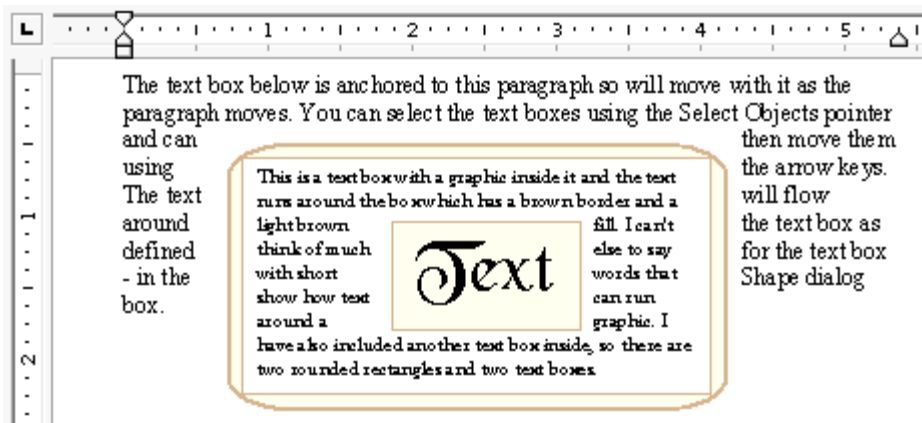 L
1 2 3 4 5
The text box below is anchored to this paragraph so will move with it as the
paragraph moves. You can select the text boxes using the Select Objects pointer
and can then move them
using the arrow keys.
The text will flow
around the text box as
defined for the text box
- in the Shape dialog
box.
This is a text box with a graphic inside it and the text
runs around the box which has a brown border and a
light brown fill. I can't
think of much else to say
with short words that
show how text can run
around a graphic. I
have also included another text box inside, so there are
two rounded rectangles and two text boxes.
Text
1
2